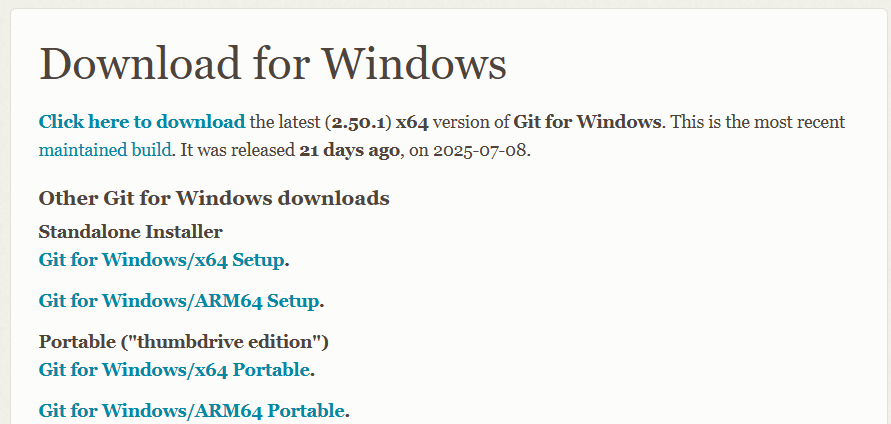 Download for Windows
Click here to download the latest (2.50.1) x64 version of Git for Windows. This is the most recent
maintained build. It was released 21 days ago, on 2025-07-08.
Other Git for Windows downloads
Standalone Installer
Git for Windows/x64 Setup.
Git for Windows/ARM64 Setup.
Portable ("thumbdrive edition")
Git for Windows/x64 Portable.
Git for Windows/ARM64 Portable.